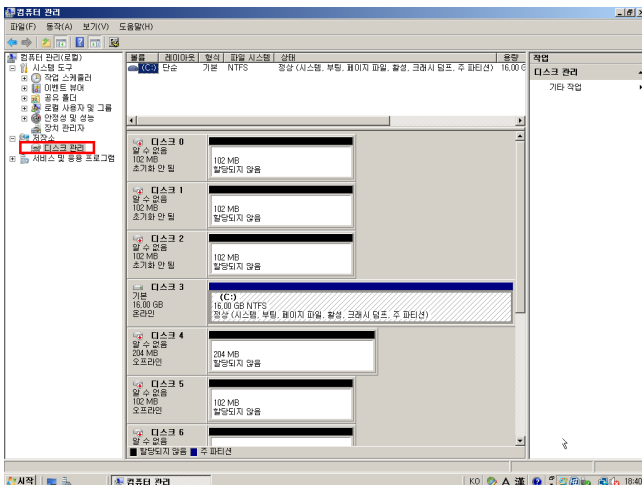 컴퓨터 관리
파일(F) 동작(A) 보기(V) 도움말(H)
컴퓨터 관리(로컬)
시스템 도구
작업 스케줄러
이벤트 뷰어
공유 폴더
로컬 사용자 및 그룹
안정성 및 성능
장치 관리자
저장소
디스크 관리
서비스 및 응용 프로그램
볼륨 레이아웃 형식 파일 시스템 상태 용량
(C:) 단순 기본 NTFS 정상 (시스템, 부팅, 페이지 파일, 활성, 크래시 덤프, 주 파티션) 16,00 G
디스크 0
알 수 없음
102 MB
초기화 안 됨
102 MB
할당되지 않음
디스크 1
알 수 없음
102 MB
초기화 안 됨
102 MB
할당되지 않음
디스크 2
알 수 없음
102 MB
초기화 안 됨
102 MB
할당되지 않음
디스크 3
기본
16,00 GB
온라인
(C:)
16,00 GB NTFS
정상 (시스템, 부팅, 페이지 파일, 활성, 크래시 덤프, 주 파티션)
디스크 4
알 수 없음
204 MB
오프라인
204 MB
할당되지 않음
디스크 5
알 수 없음
102 MB
오프라인
102 MB
할당되지 않음
디스크 6
알 수 없음
102 MB
할당되지 않음 주 파티션
작업
디스크 관리
기타 작업
시작
컴퓨터 관리
KO A 漢